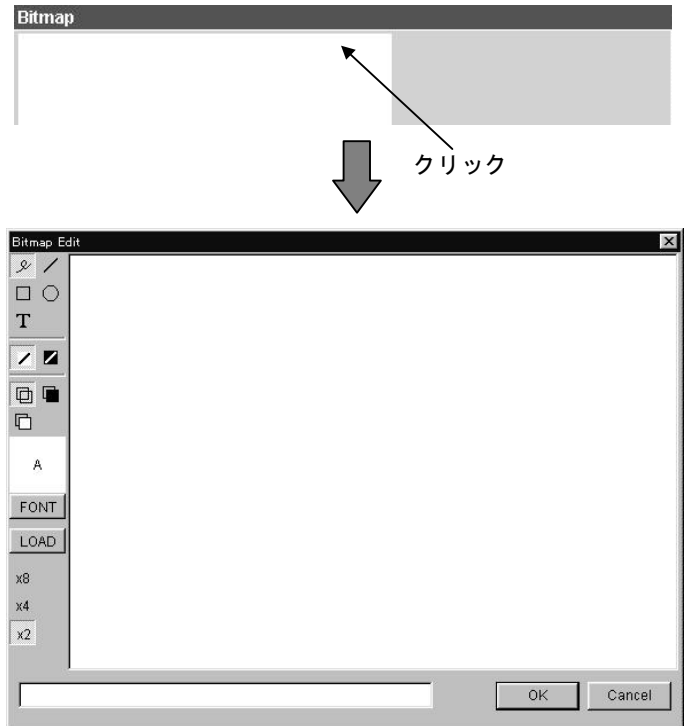 Bitmap
クリック
Bitmap Edit
T
A
FONT
LOAD
x8
x4
x2
OK Cancel